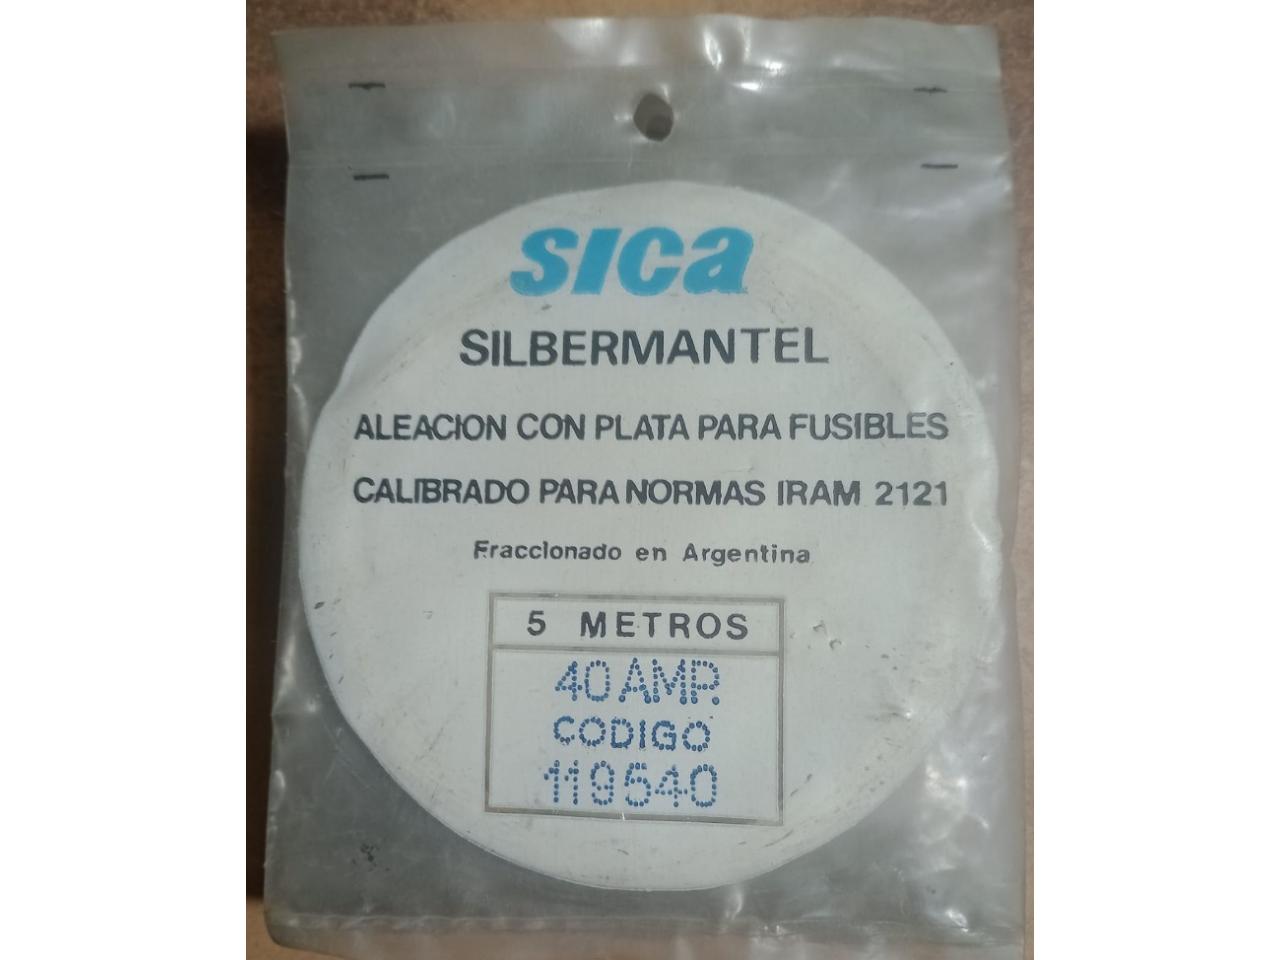 sica
SILBERMANTEL
ALEACION CON PLATA PARA FUSIBLES
CALIBRADO PARA NORMAS IRAM 2121
Fraccionado en Argentina
5 METROS
40 AMP.
CODIGO
119540